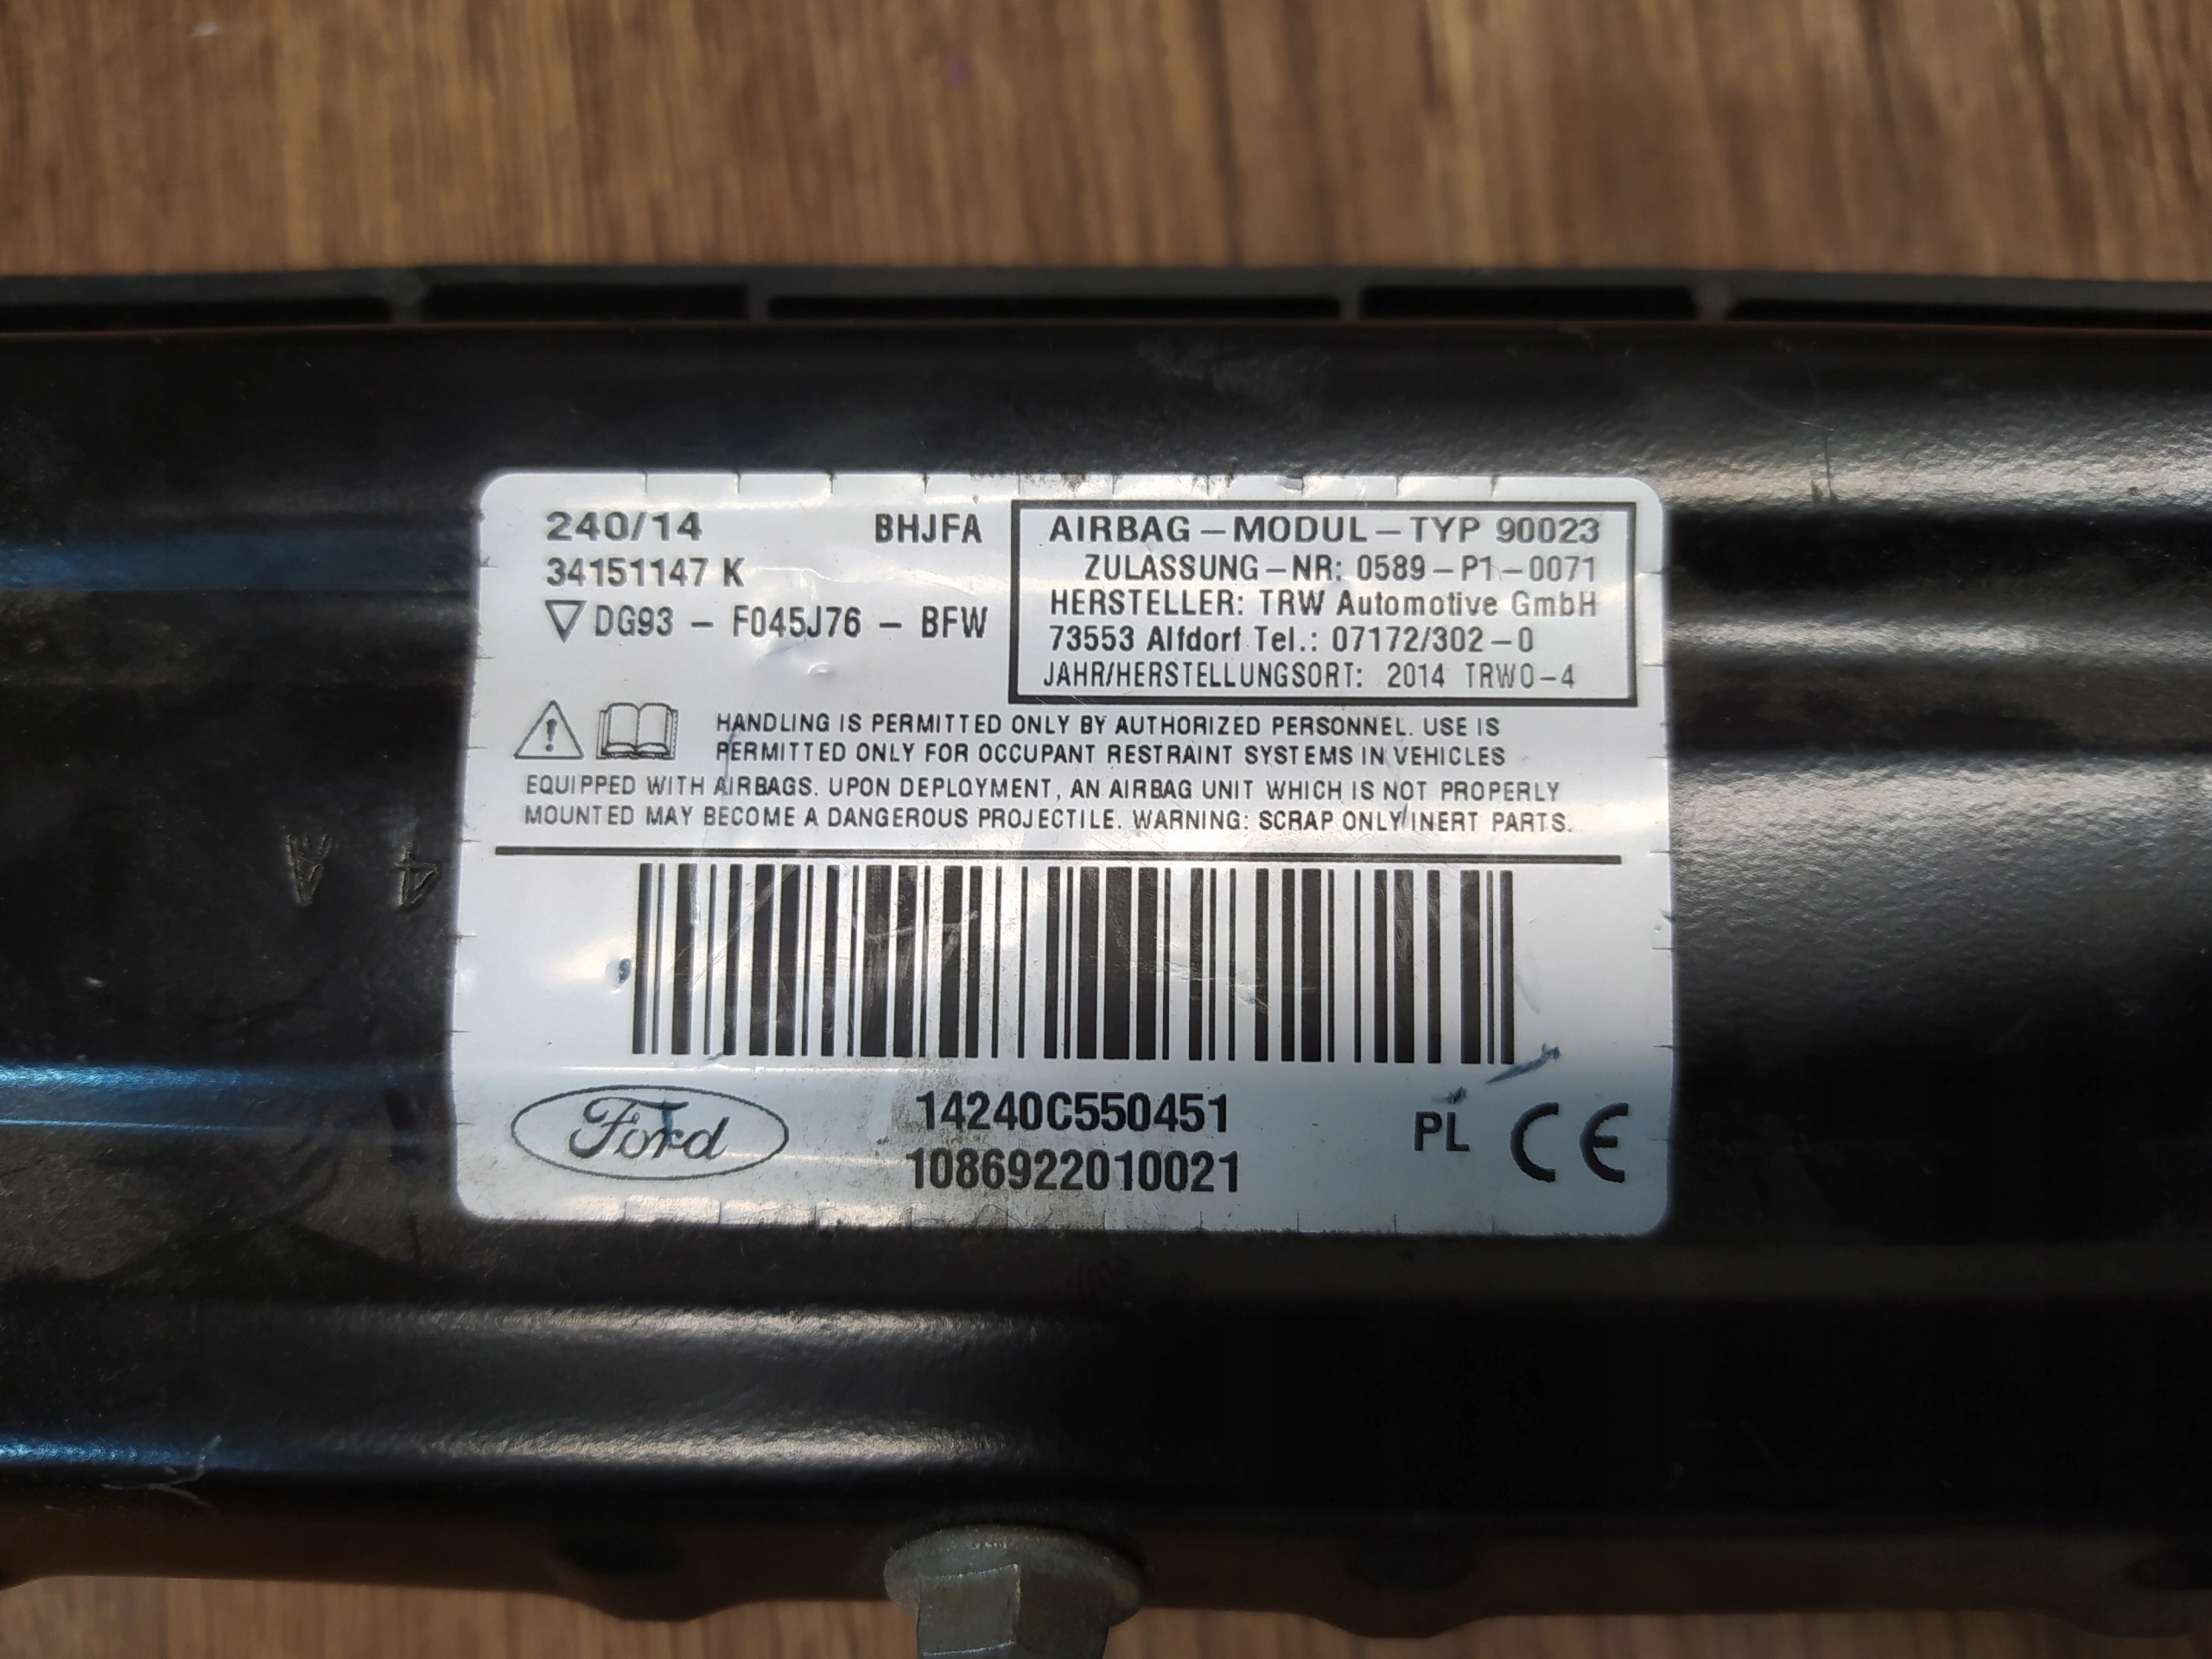 240/14 BHJFA
34151147 K
DG93 – F045J76 – BFW
AIRBAG – MODUL – TYP 90023
ZULASSUNG – NR: 0589 – P1 – 0071
HERSTELLER: TRW Automotive GmbH
73553 Alfdorf Tel.: 07172/302 – 0
JAHR/HERSTELLUNGSORT: 2014 TRWO – 4
HANDLING IS PERMITTED ONLY BY AUTHORIZED PERSONNEL. USE IS
PERMITTED ONLY FOR OCCUPANT RESTRAINT SYSTEMS IN VEHICLES
EQUIPPED WITH AIRBAGS. UPON DEPLOYMENT, AN AIRBAG UNIT WHICH IS NOT PROPERLY
MOUNTED MAY BECOME A DANGEROUS PROJECTILE. WARNING: SCRAP ONLY INERT PARTS.
4 A
Ford
14240C550451
1086922010021
PL CE